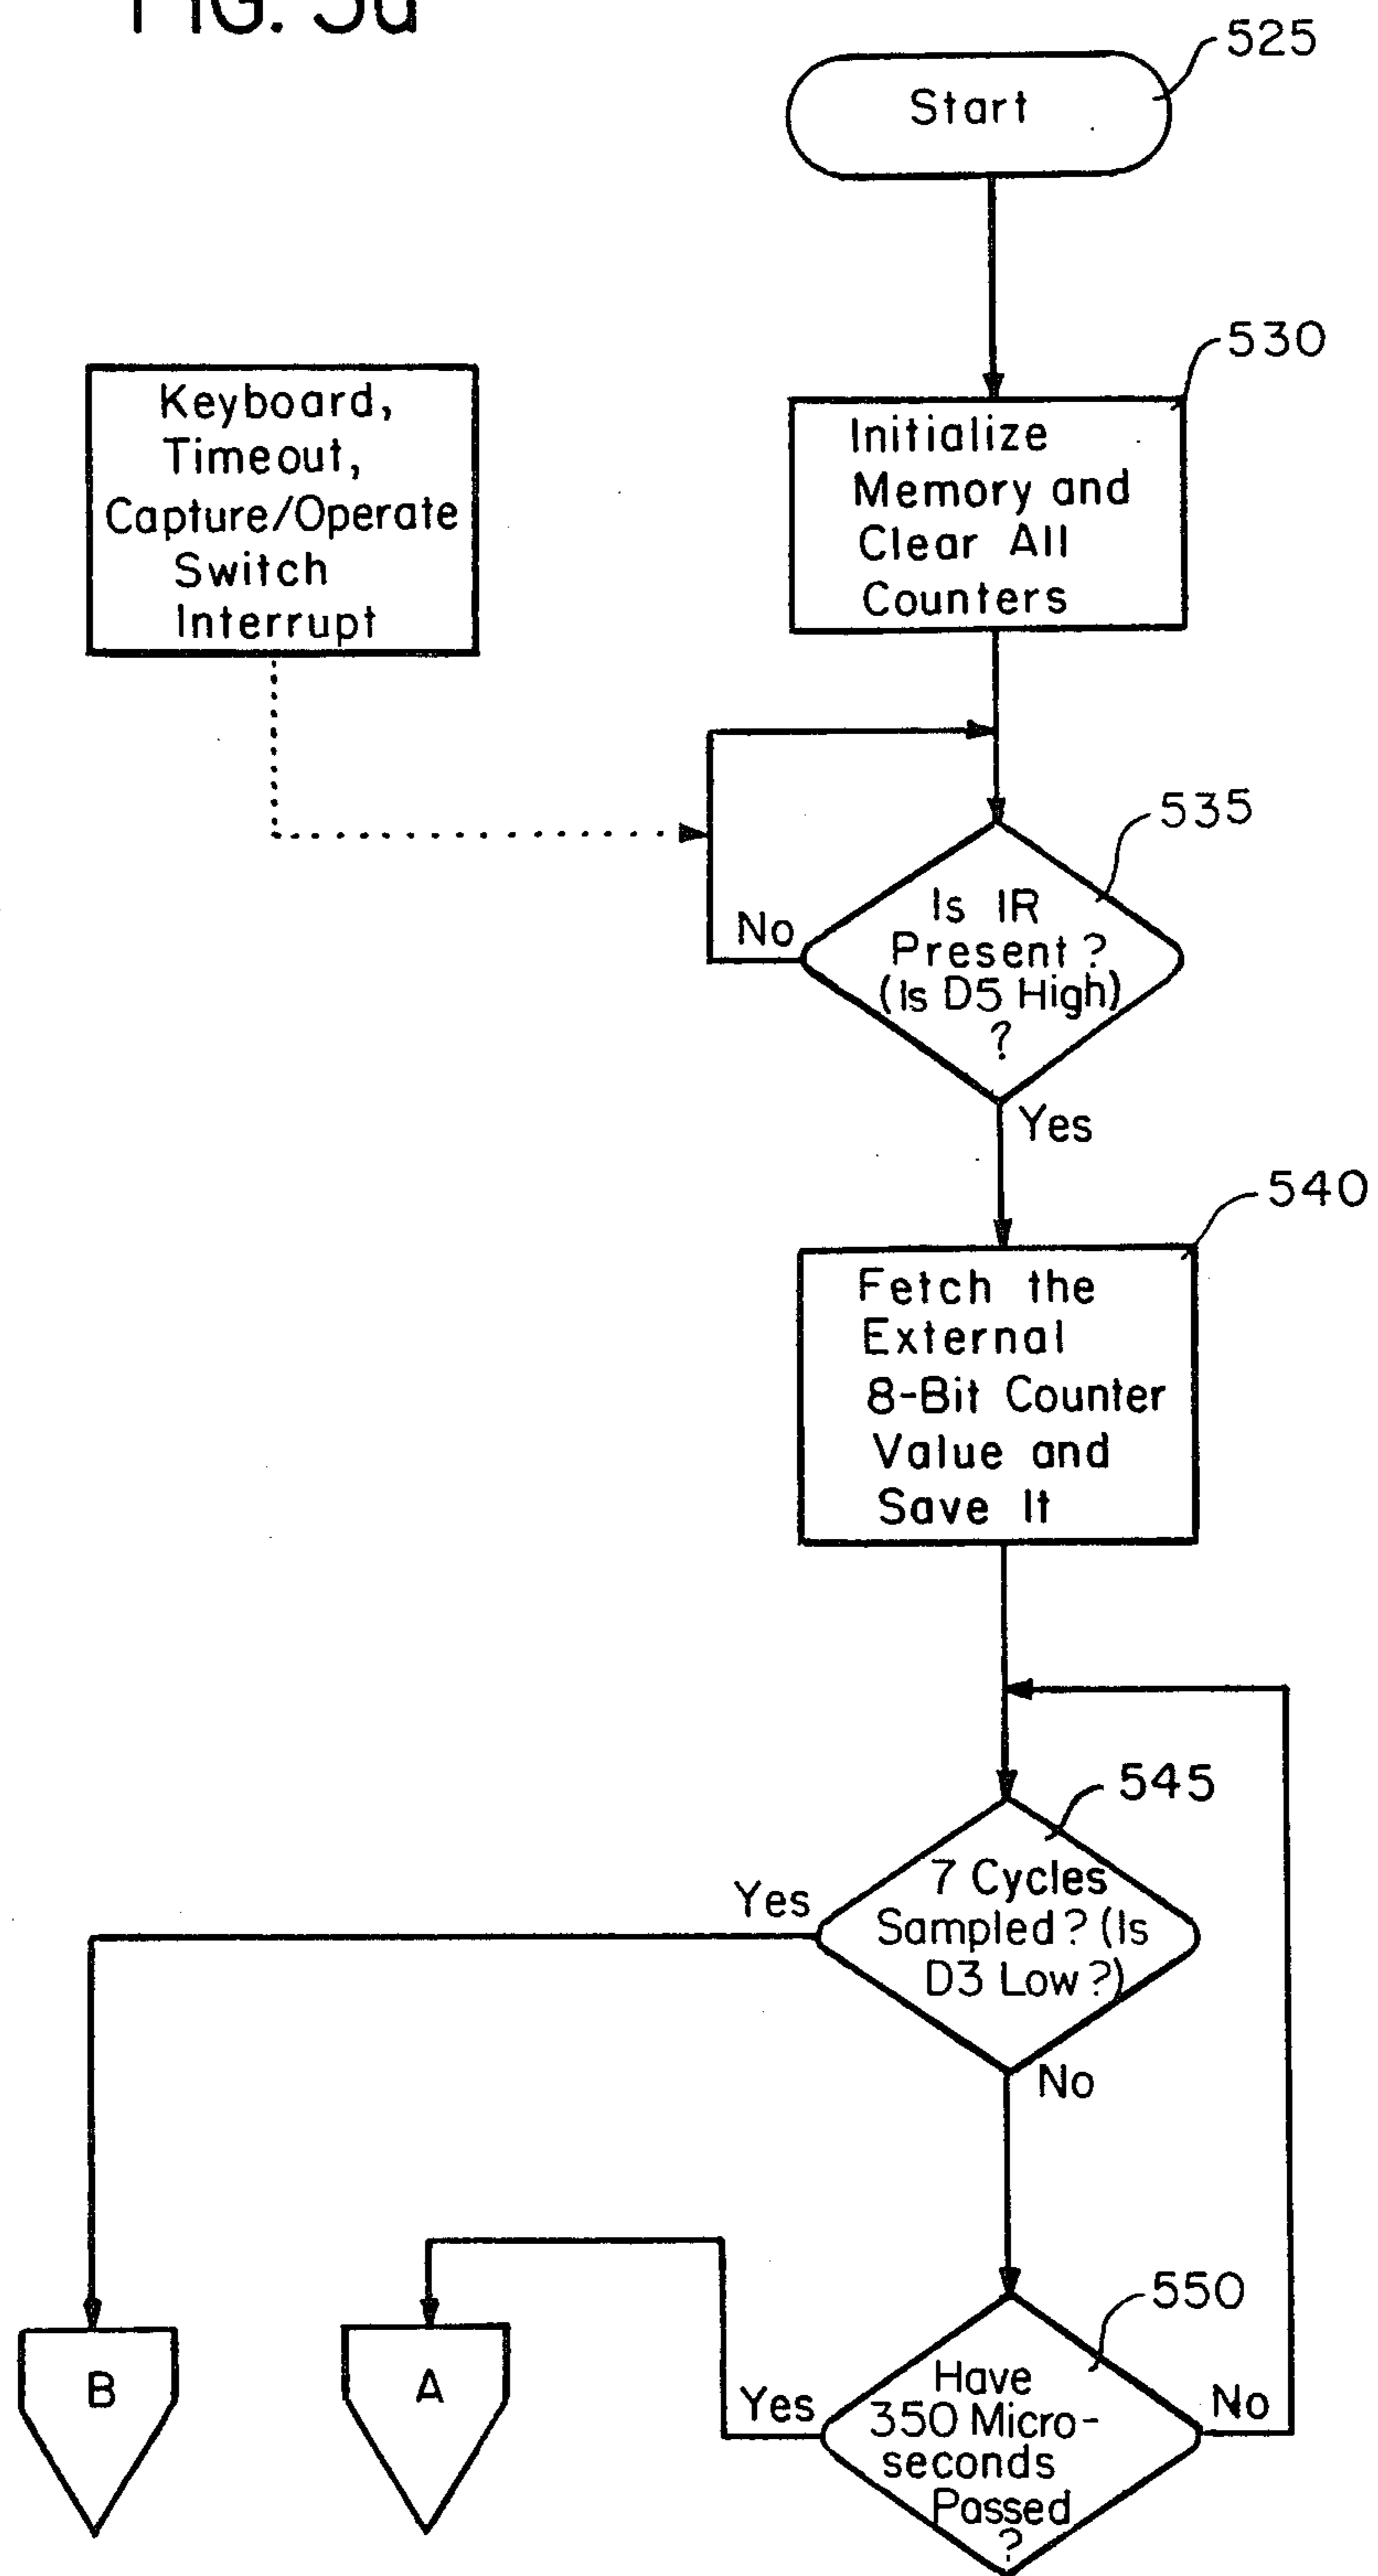 FIG. 5a
525
Start
530
Initialize
Memory and
Clear All
Counters
Keyboard,
Timeout,
Capture/Operate
Switch
Interrupt
535
Is IR
Present?
(Is D5 High)
?
No
Yes
540
Fetch the
External
8-Bit Counter
Value and
Save It
545
7 Cycles
Sampled? (Is
D3 Low?)
Yes
No
550
Have
350 Micro-
seconds
Passed
?
Yes
No
B
A